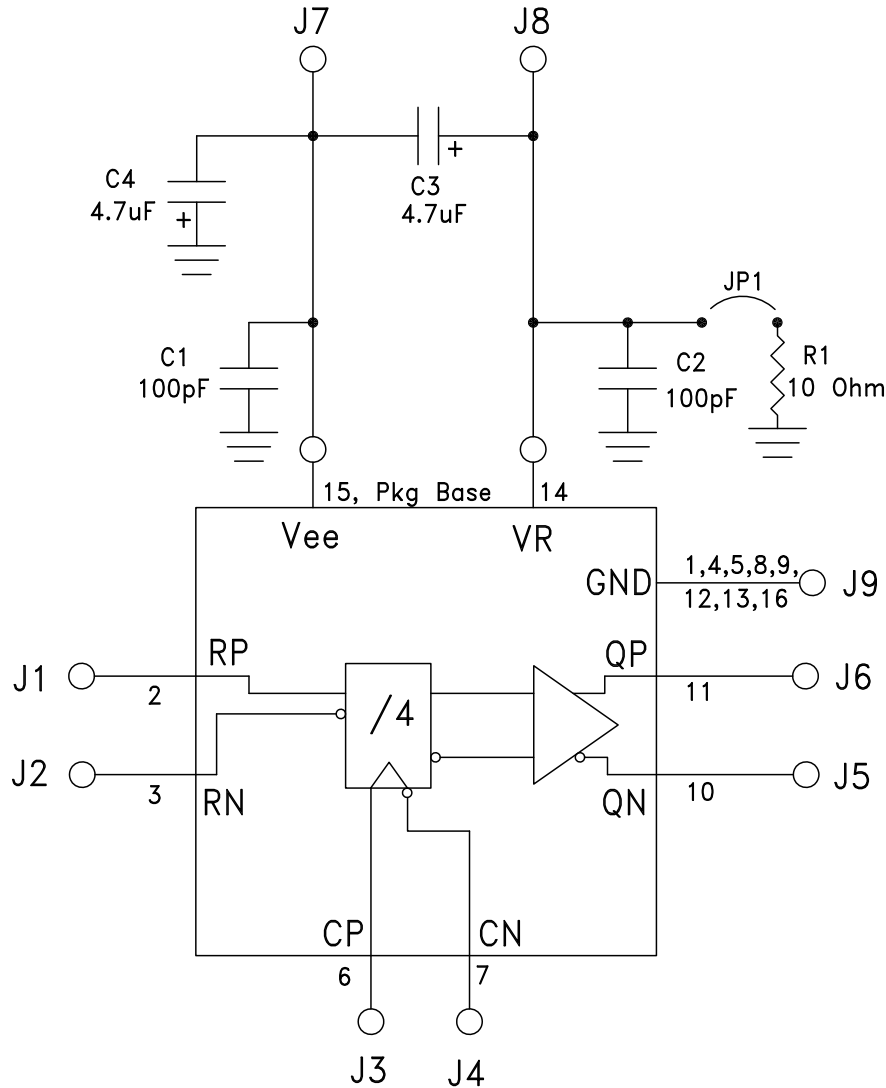 J7
J8
C4
4.7uF
+
+
C3
4.7uF
JP1
C1
100pF
C2
100pF
R1
10 Ohm
15, Pkg Base
14
Vee
VR
GND
1,4,5,8,9,
12,13,16
J9
J1
RP
2
QP
11
J6
/4
J2
3
RN
QN
10
J5
CP
CN
6
7
J3
J4